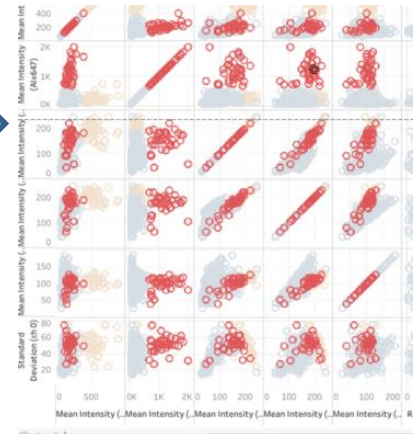 Mean Int
400
200
Mean Intensity
(Alx647)
2K
1K
0K
Mean Intensity (..
200
100
0
Mean Intensity (..
200
100
0
Mean Intensity (..
150
100
50
Standard
Deviation (ch 0)
80
60
40
20
0 500 0K 1K 2K 0 100 200 0 100 200 0 100 200 0
Mean Intensity (.. Mean Intensity (.. Mean Intensity (.. Mean Intensity (.. Mean Intensity (.. R